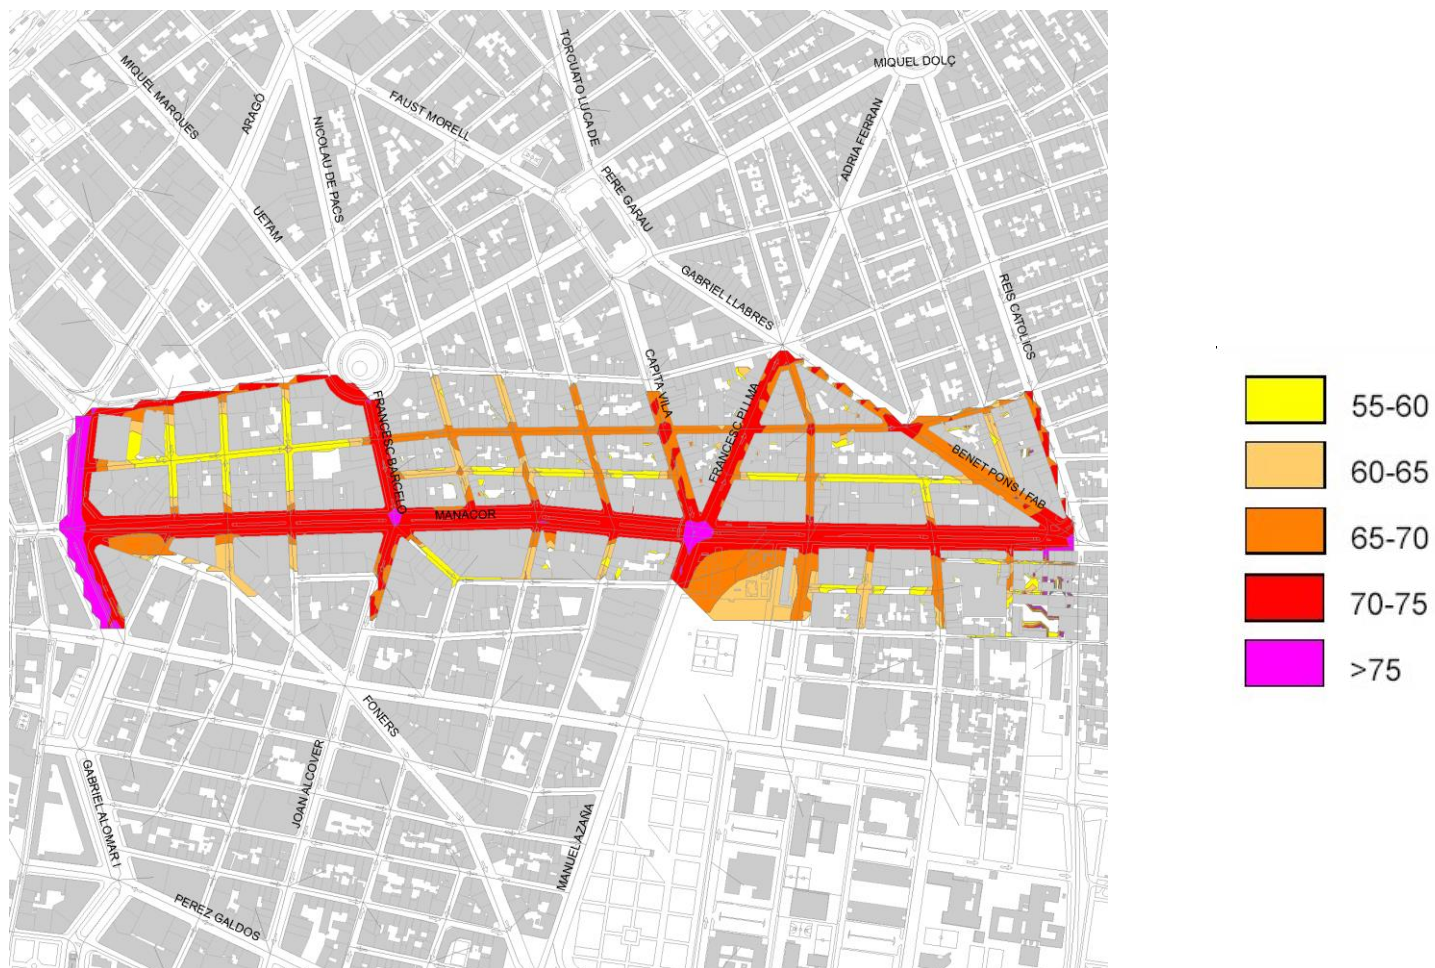 MIQUEL DOLÇ
TORCUATO LUCA DE
MIQUEL MARQUES
ARAGÓ
FAUST MORELL
NICOLAU DE PACS
ADRIA FERRAN
PERE GARAU
UETAM
GABRIEL LLABRES
REIS CATOLICS
CAPITA VILA
FRANCESC BARCELO
FRANCESC PI I MA
BENET PONS I FAB
MANACOR
FONERS
JOAN ALCOVER
GABRIEL ALOMAR I
MANUEL AZAÑA
PEREZ GALDOS
55-60
60-65
65-70
70-75
>75